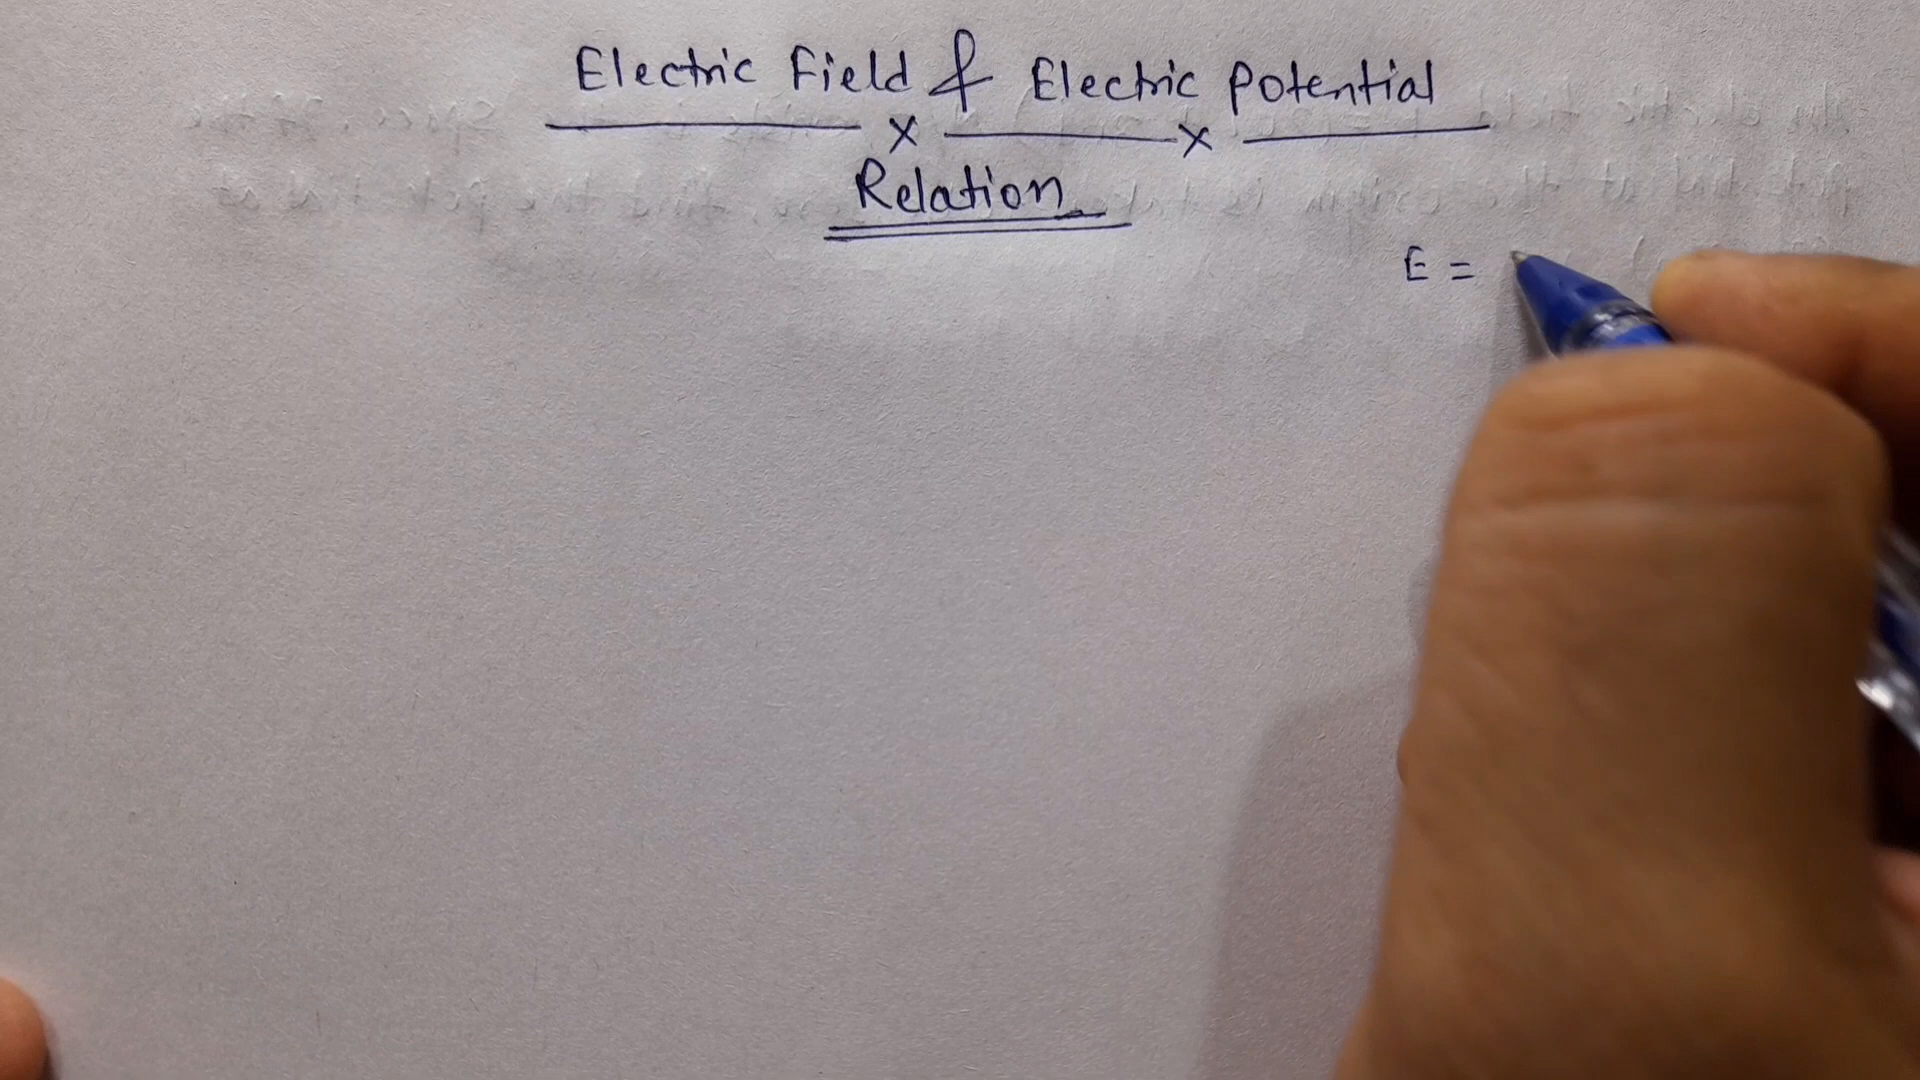 Electric Field & Electric Potential
x x
Relation
E =